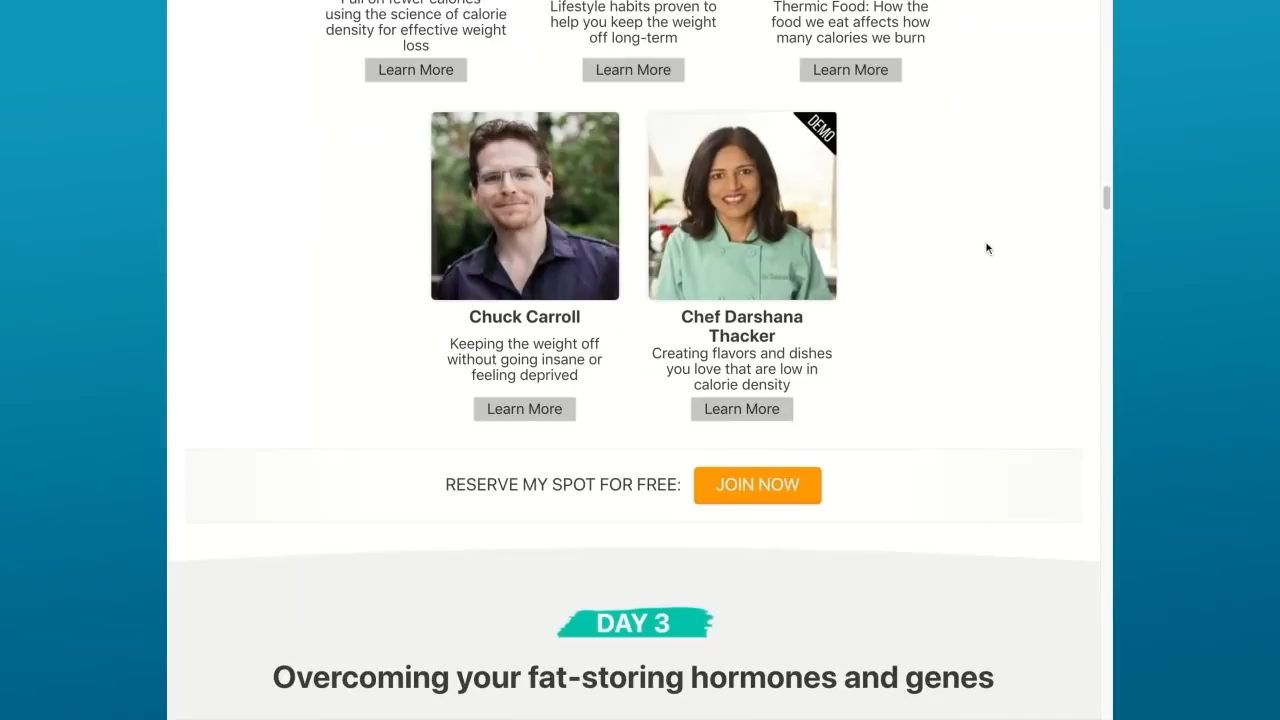 Full on fewer calories
using the science of calorie
density for effective weight
loss
Learn More
Lifestyle habits proven to
help you keep the weight
off long-term
Learn More
Thermic Food: How the
food we eat affects how
many calories we burn
Learn More
DEMO
Chuck Carroll
Keeping the weight off
without going insane or
feeling deprived
Learn More
Chef Darshana
Thacker
Creating flavors and dishes
you love that are low in
calorie density
Learn More
RESERVE MY SPOT FOR FREE:
JOIN NOW
DAY 3
Overcoming your fat-storing hormones and genes